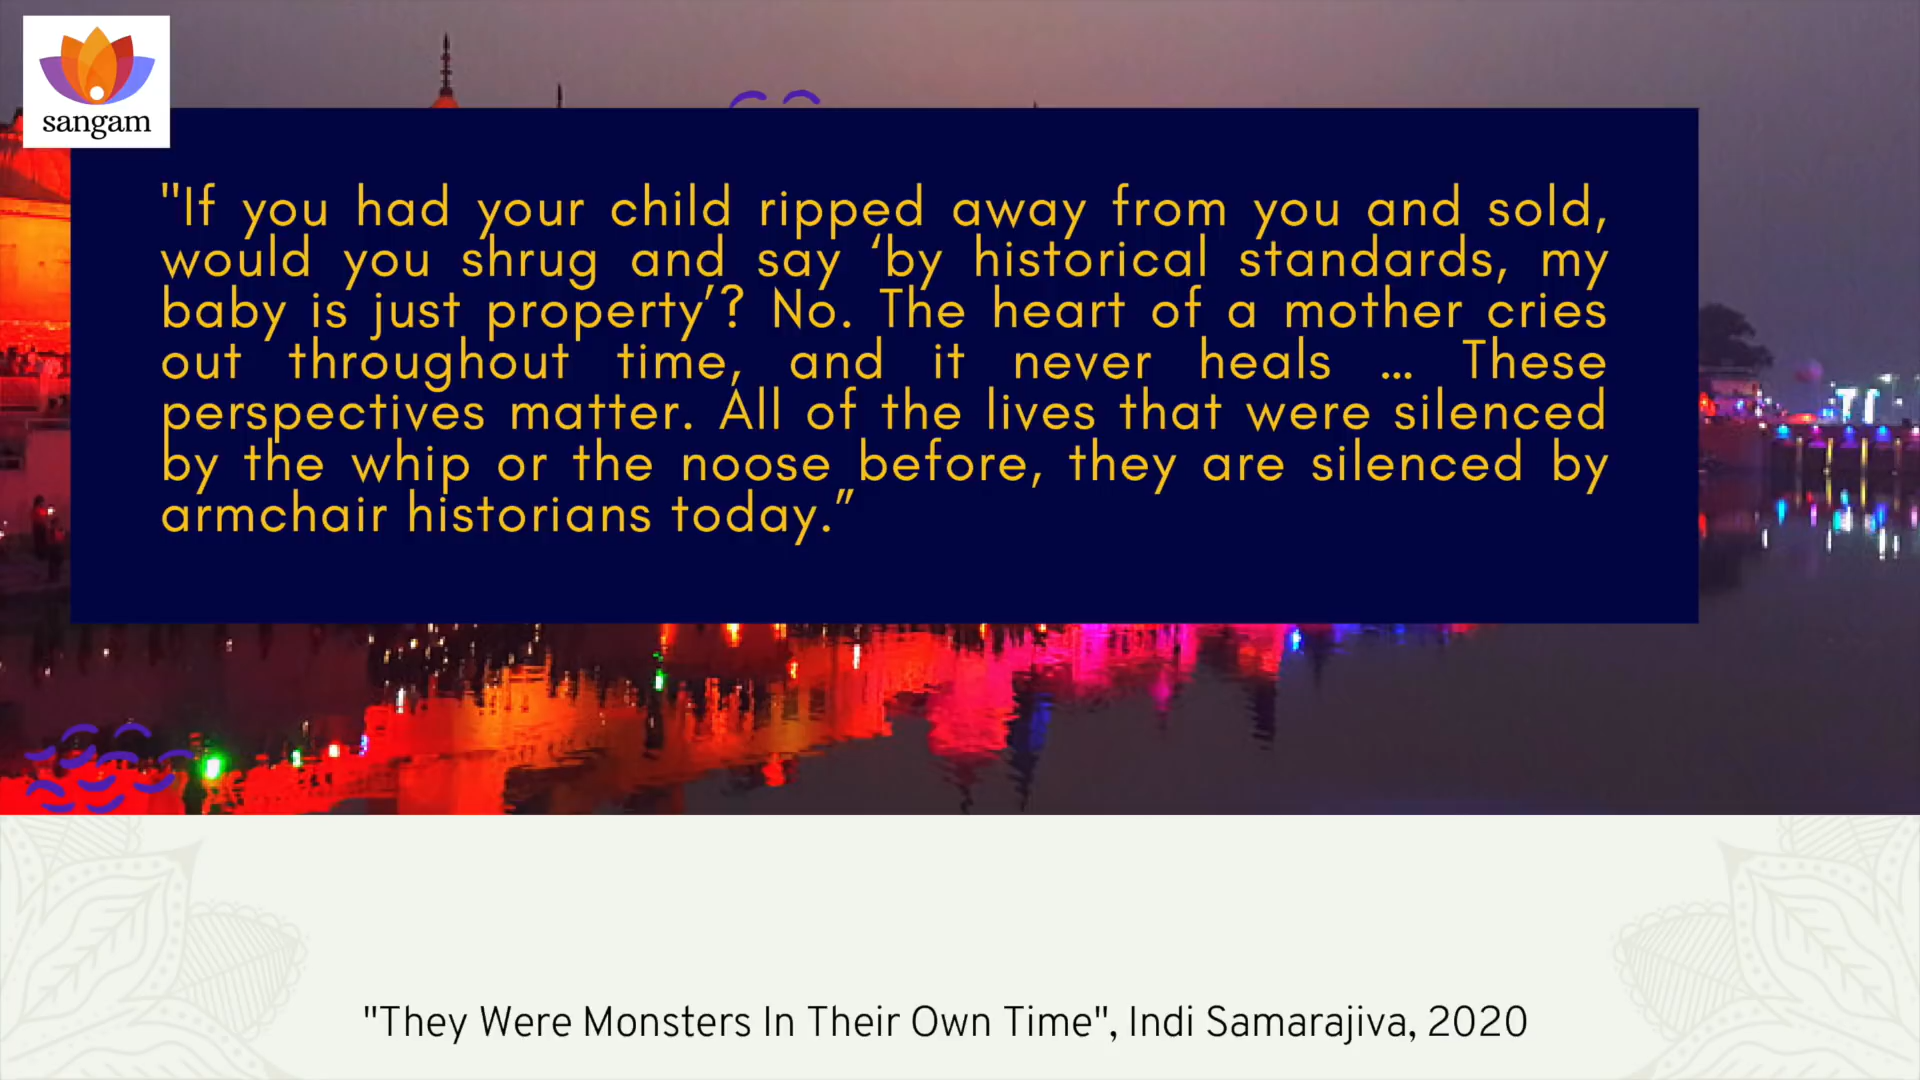 sangam
"If you had your child ripped away from you and sold,
would you shrug and say ‘by historical standards, my
baby is just property’? No. The heart of a mother cries
out throughout time, and it never heals … These
perspectives matter. All of the lives that were silenced
by the whip or the noose before, they are silenced by
armchair historians today.”
"They Were Monsters In Their Own Time", Indi Samarajiva, 2020